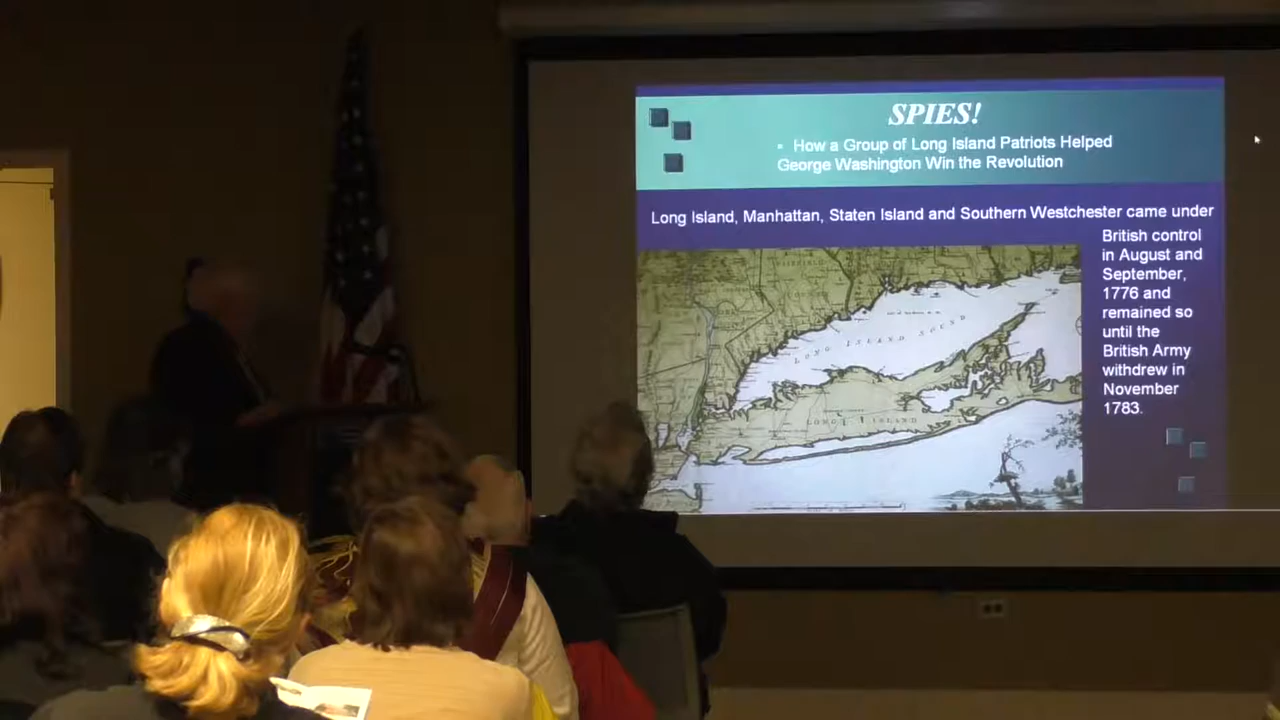 SPIES!
▪ How a Group of Long Island Patriots Helped
George Washington Win the Revolution
Long Island, Manhattan, Staten Island and Southern Westchester came under
British control
in August and
September,
1776 and
remained so
until the
British Army
withdrew in
November
1783.
LONG ISLAND SOUND
LONG ISLAND